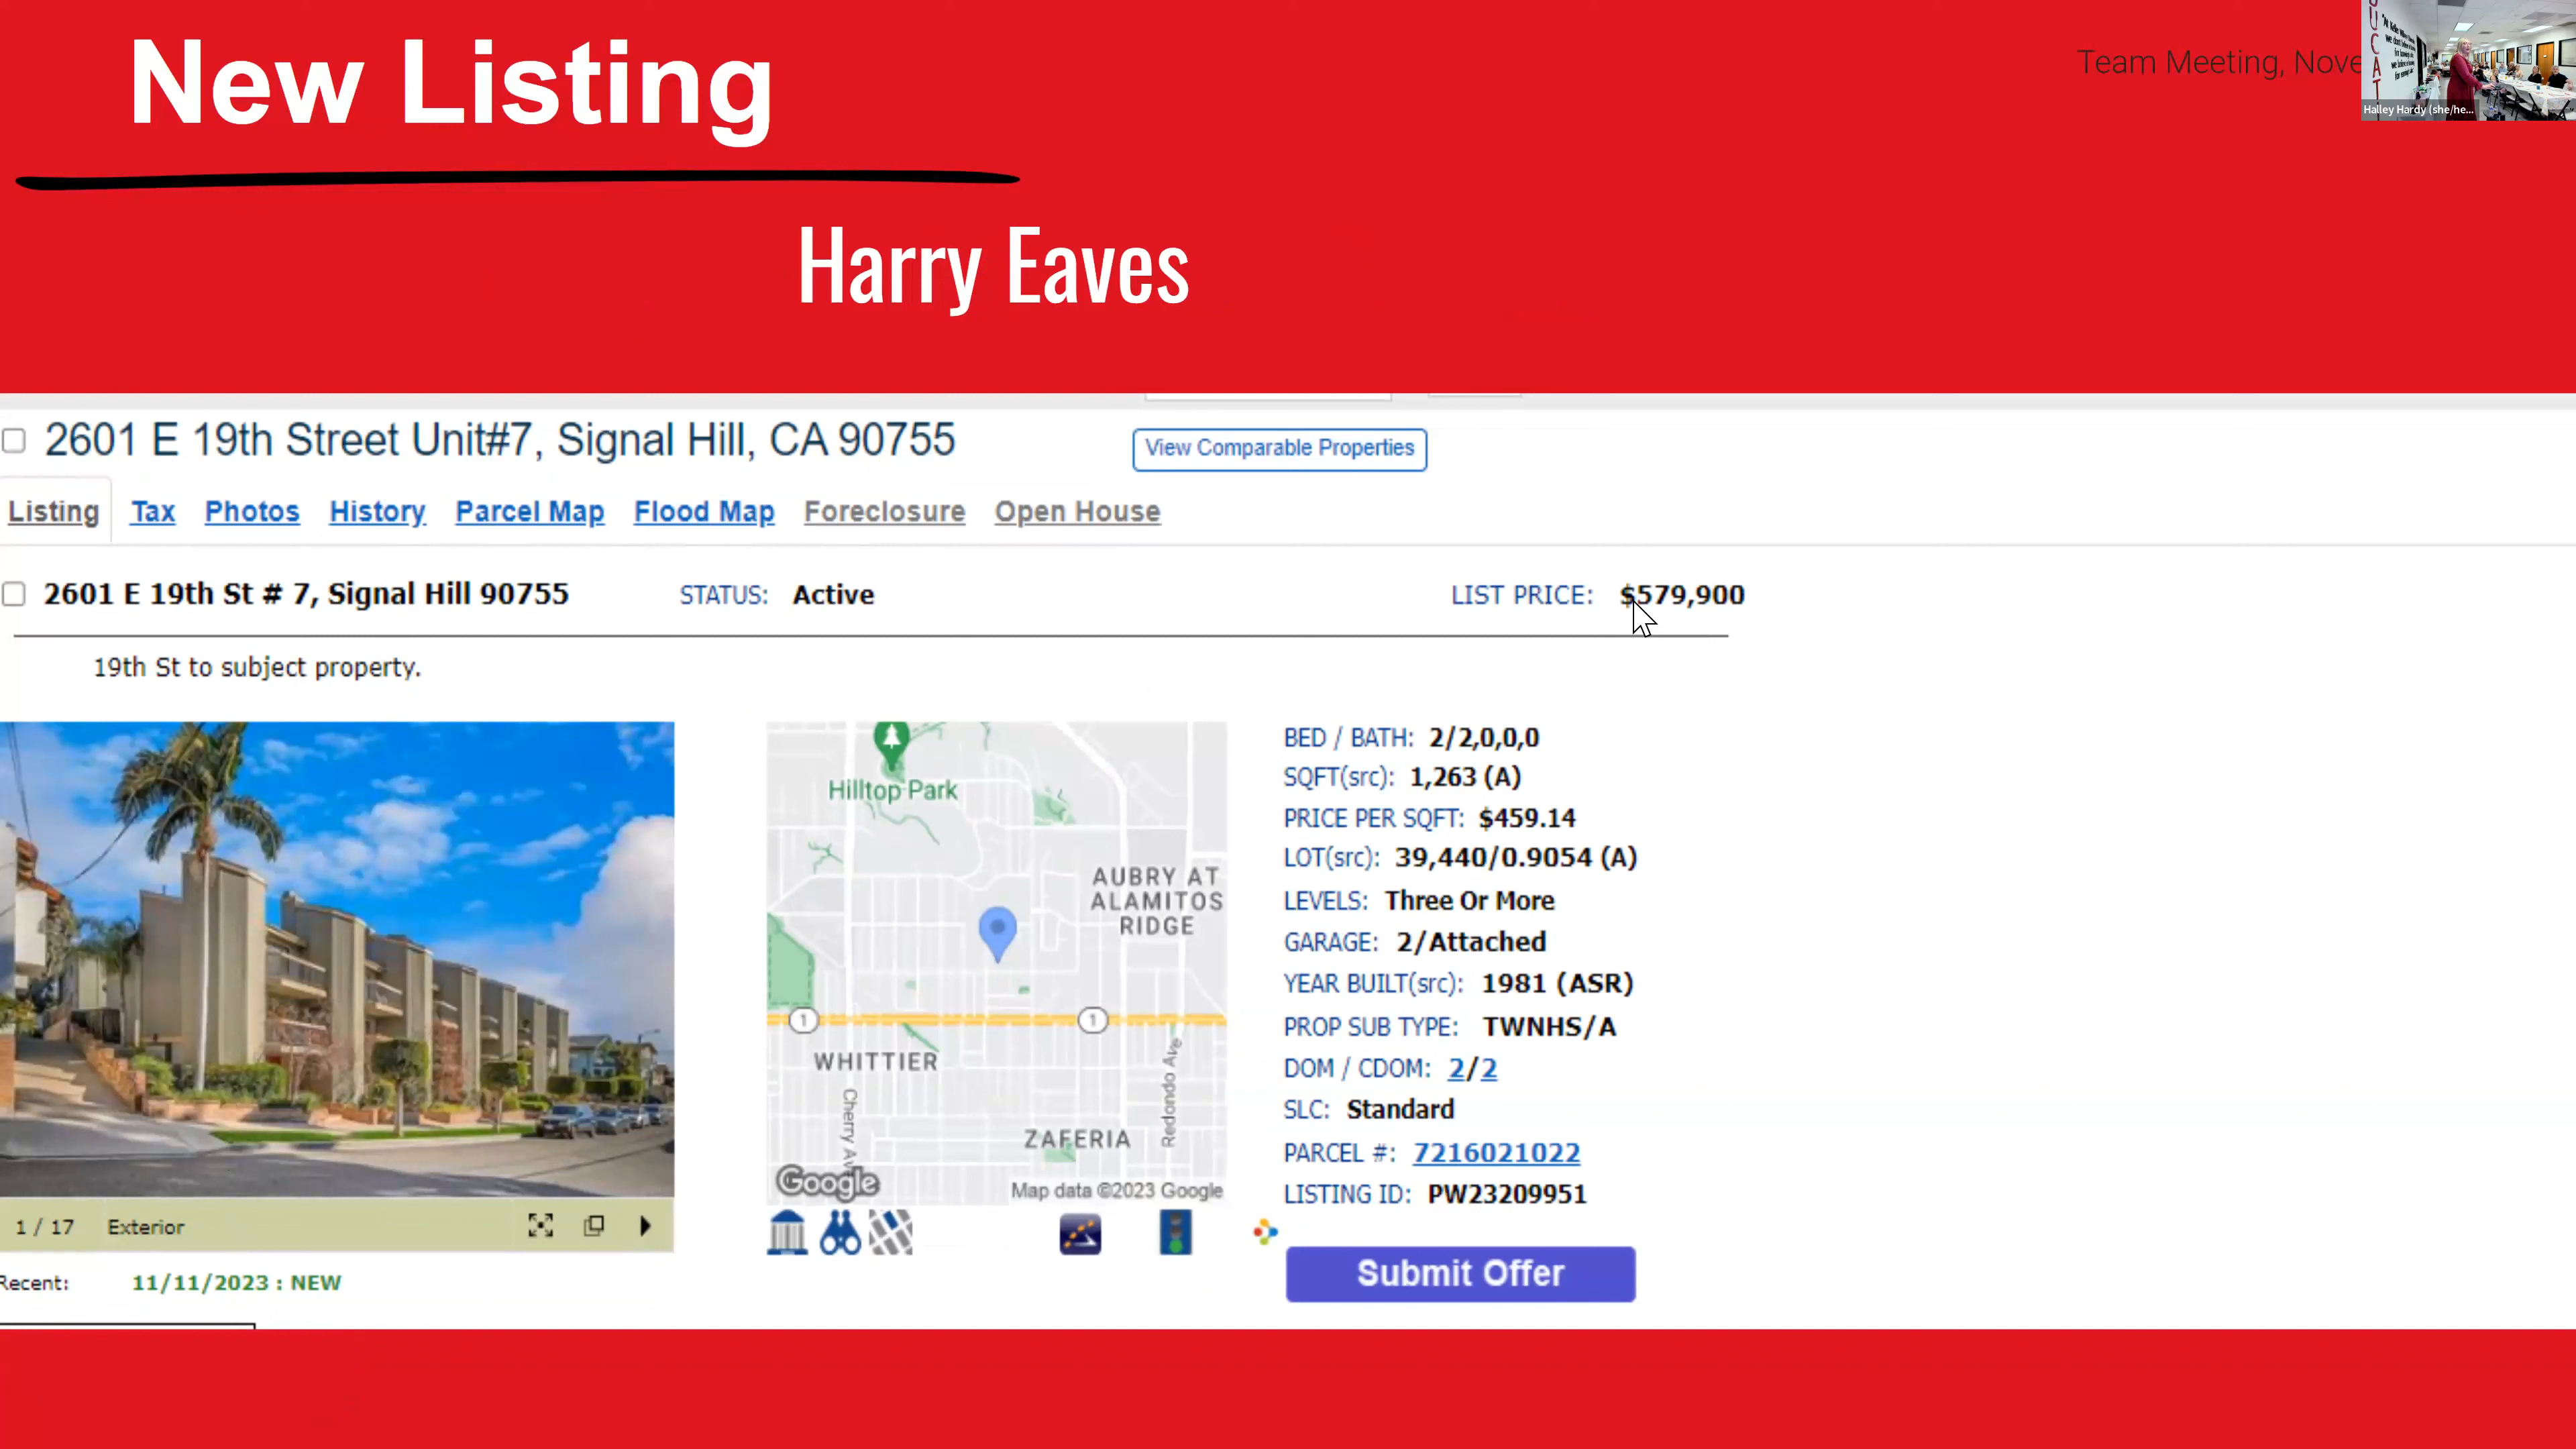 New Listing
Team Meeting, Nove
Halley Hardy (she/he...
Harry Eaves
2601 E 19th Street Unit#7, Signal Hill, CA 90755
View Comparable Properties
Listing Tax Photos History Parcel Map Flood Map Foreclosure Open House
2601 E 19th St # 7, Signal Hill 90755 STATUS: Active LIST PRICE: $579,900
19th St to subject property.
Hilltop Park
AUBRY AT
ALAMITOS
RIDGE
1
1
WHITTIER
Cherry Av
Redondo Ave
ZAFERIA
Google
Map data ©2023 Google
BED / BATH: 2/2,0,0,0
SQFT(src): 1,263 (A)
PRICE PER SQFT: $459.14
LOT(src): 39,440/0.9054 (A)
LEVELS: Three Or More
GARAGE: 2/Attached
YEAR BUILT(src): 1981 (ASR)
PROP SUB TYPE: TWNHS/A
DOM / CDOM: 2/2
SLC: Standard
PARCEL #: 7216021022
LISTING ID: PW23209951
Submit Offer
1 / 17 Exterior
Recent: 11/11/2023 : NEW